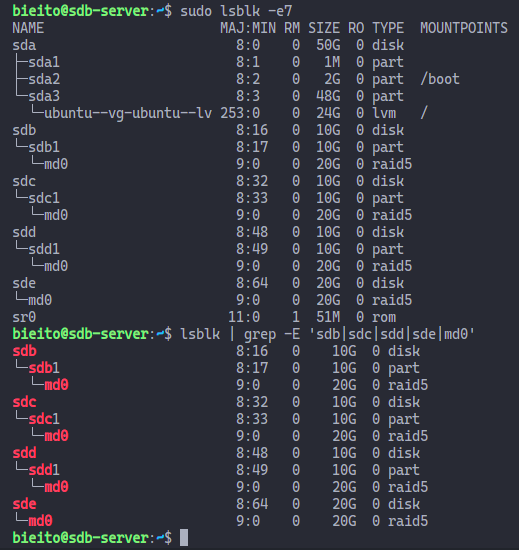 bieito@sdb-server:~$ sudo lsblk -e7
NAME                      MAJ:MIN RM SIZE RO TYPE  MOUNTPOINTS
sda                         8:0    0  50G  0 disk
├─sda1                      8:1    0   1M  0 part
├─sda2                      8:2    0   2G  0 part  /boot
└─sda3                      8:3    0  48G  0 part
  └─ubuntu--vg-ubuntu--lv 253:0    0  24G  0 lvm   /
sdb                         8:16   0  10G  0 disk
└─sdb1                      8:17   0  10G  0 part
  └─md0                     9:0    0  20G  0 raid5
sdc                         8:32   0  10G  0 disk
└─sdc1                      8:33   0  10G  0 part
  └─md0                     9:0    0  20G  0 raid5
sdd                         8:48   0  10G  0 disk
└─sdd1                      8:49   0  10G  0 part
  └─md0                     9:0    0  20G  0 raid5
sde                         8:64   0  10G  0 disk
└─md0                       9:0    0  20G  0 raid5
sr0                        11:0    1  51M  0 rom
bieito@sdb-server:~$ lsblk | grep -E 'sdb|sdc|sdd|sde|md0'
sdb                         8:16   0    10G  0 disk
└─sdb1                      8:17   0    10G  0 part
  └─md0                     9:0    0    20G  0 raid5
sdc                         8:32   0    10G  0 disk
└─sdc1                      8:33   0    10G  0 part
  └─md0                     9:0    0    20G  0 raid5
sdd                         8:48   0    10G  0 disk
└─sdd1                      8:49   0    10G  0 part
  └─md0                     9:0    0    20G  0 raid5
sde                         8:64   0    10G  0 disk
└─md0                       9:0    0    20G  0 raid5
bieito@sdb-server:~$